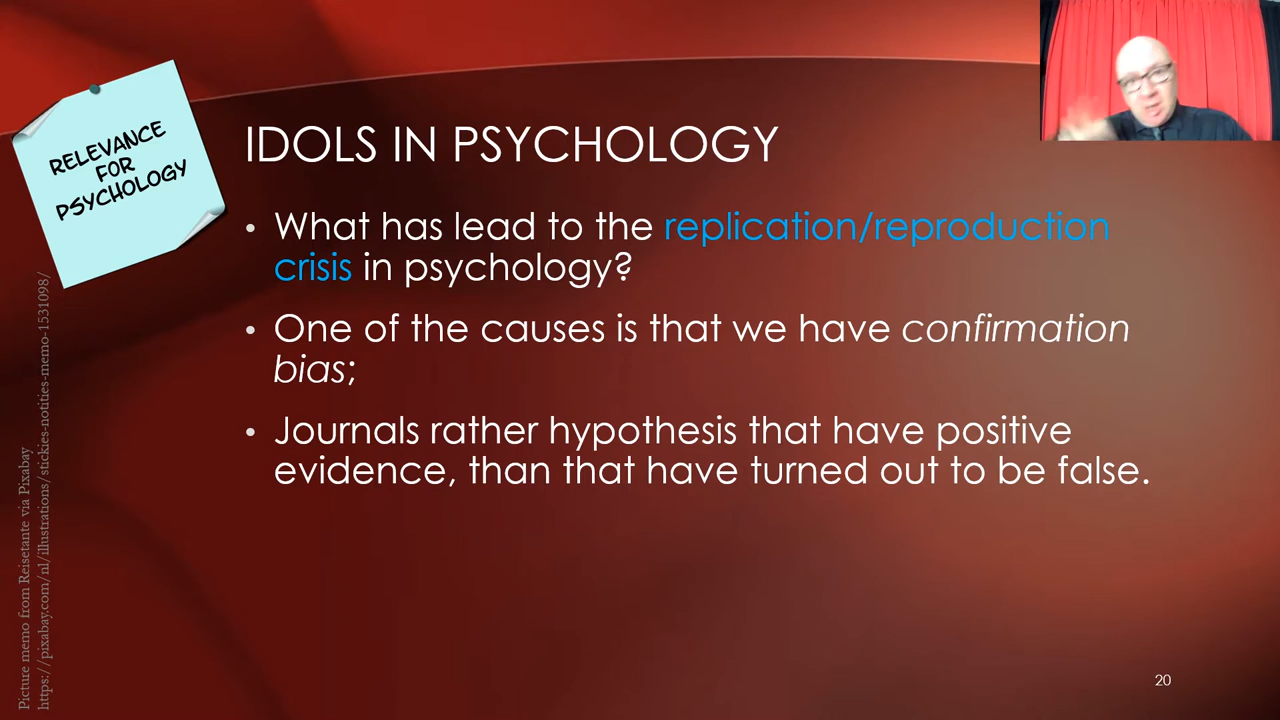 RELEVANCE
FOR
PSYCHOLOGY
IDOLS IN PSYCHOLOGY
• What has lead to the replication/reproduction
crisis in psychology?
• One of the causes is that we have confirmation
bias;
• Journals rather hypothesis that have positive
evidence, than that have turned out to be false.
Picture memo from Reisetante via Pixabay
https://pixabay.com/nl/illustrations/stickies-notities-memo-1531098/
20